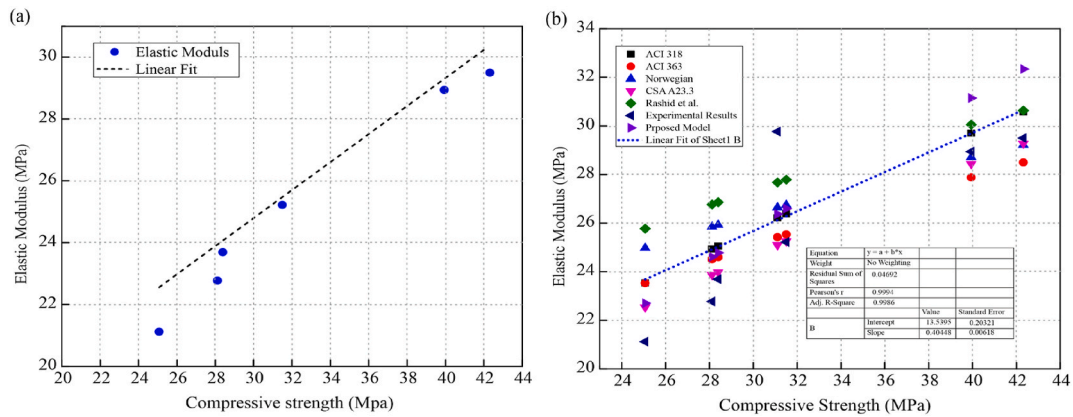 (a)
Elastic Moduls
Linear Fit
Elastic Modulus (MPa)
30
28
26
24
22
20
20 22 24 26 28 30 32 34 36 38 40 42 44
Compressive strength (Mpa)
(b)
ACI 318
ACI 363
Norwegian
CSA A23.3
Rashid et al.
Experimental Results
Prposed Model
Linear Fit of Sheet1 B
Elastic Modulus (MPa)
34
32
30
28
26
24
22
20
Equation y = a + b*x
Weight No Weighting
Residual Sum of
Squares 0.04692
Pearson's r 0.9994
Adj. R-Square 0.9986
Value Standard Error
B Intercept 13.5395 0.20321
Slope 0.40448 0.00618
24 26 28 30 32 34 36 38 40 42 44
Compressive Strength (MPa)